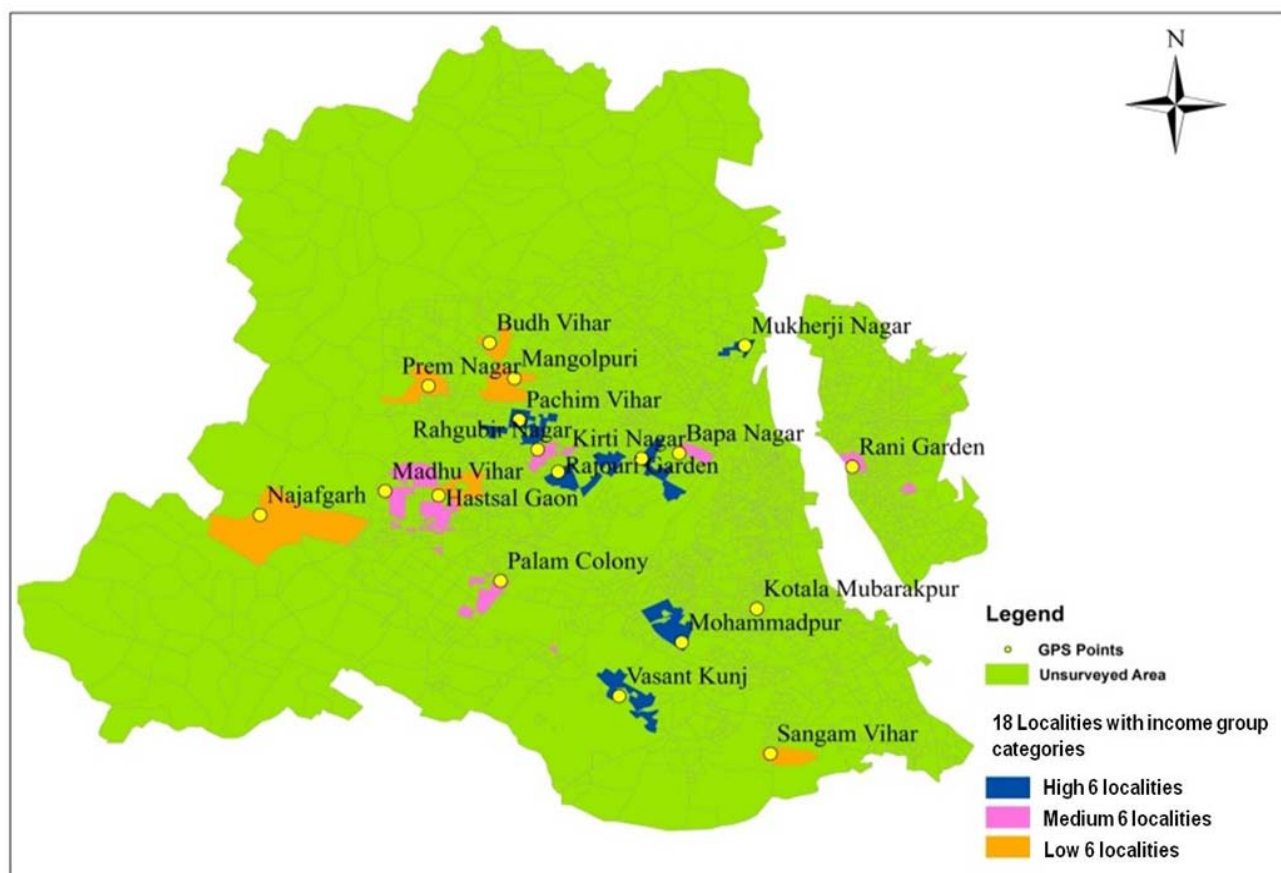 N
Budh Vihar
Mukherji Nagar
Prem Nagar
Mangolpuri
Pachim Vihar
Rahgubir Nagar
Kirti Nagar
Bapa Nagar
Rani Garden
Rajouri Garden
Madhu Vihar
Najafgarh
Hastsal Gaon
Palam Colony
Kotala Mubarakpur
Mohammadpur
Vasant Kunj
Sangam Vihar
Legend
GPS Points
Unsurveyed Area
18 Localities with income group
categories
High 6 localities
Medium 6 localities
Low 6 localities